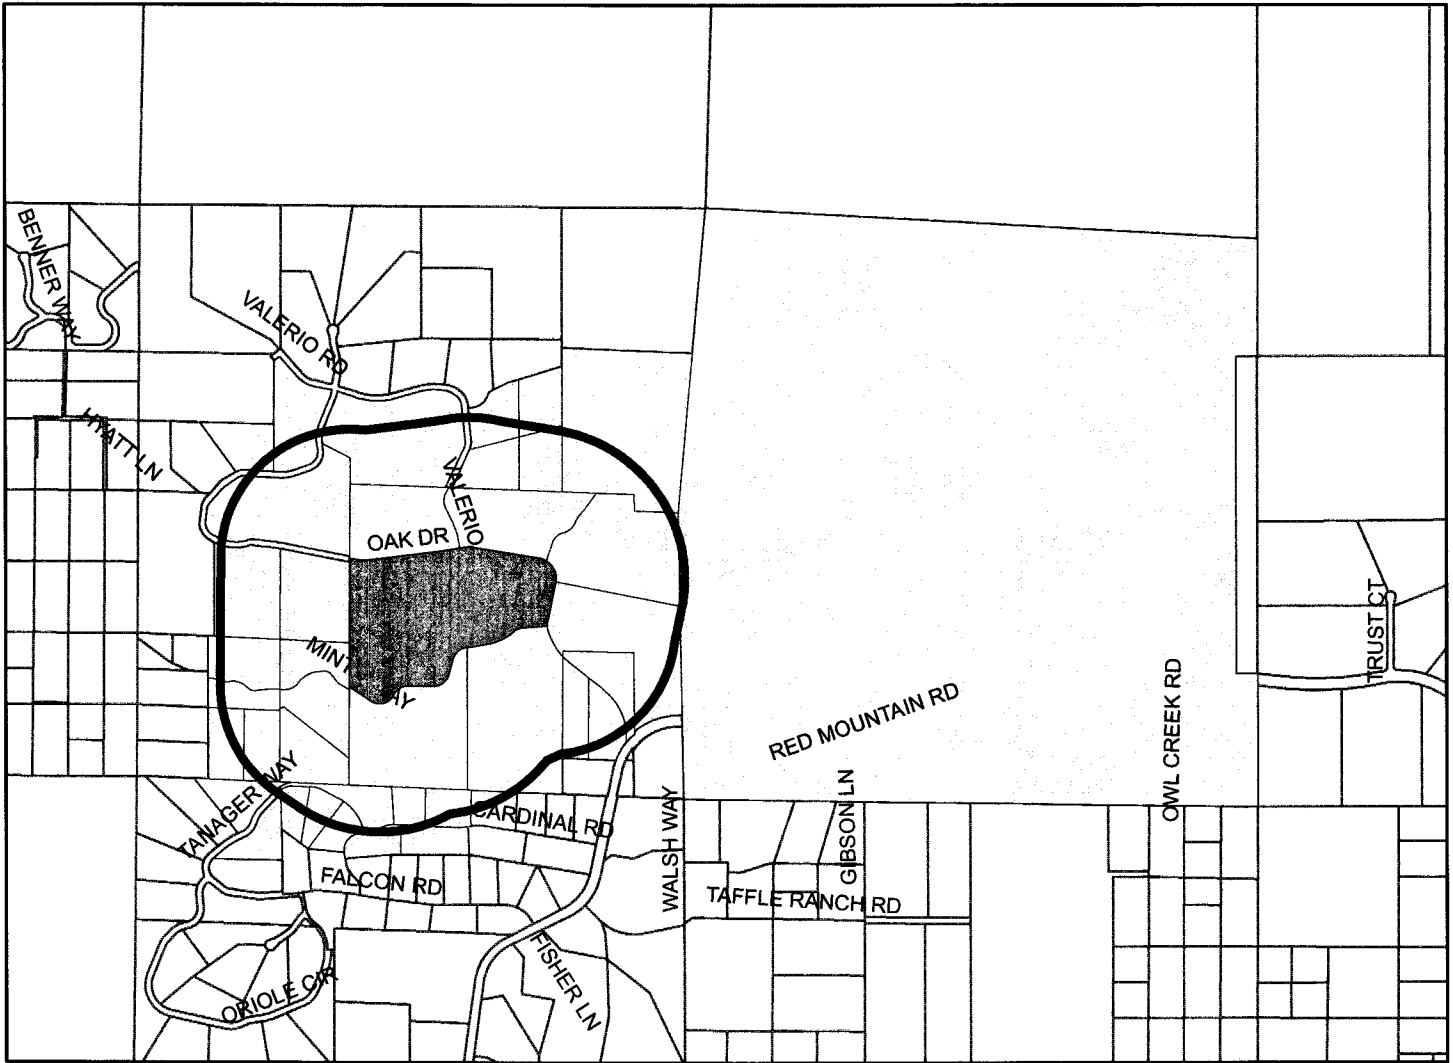 BENNER WAY
VALERIO RD
HYATT LN
VALERIO
OAK DR
TRUST CT
MINT WAY
RED MOUNTAIN RD
OWL CREEK RD
TANAGER WAY
CARDINAL RD
WALSH WAY
GIBSON LN
FALCON RD
TAFFLE RANCH RD
FISHER LN
ORIOLE CIR